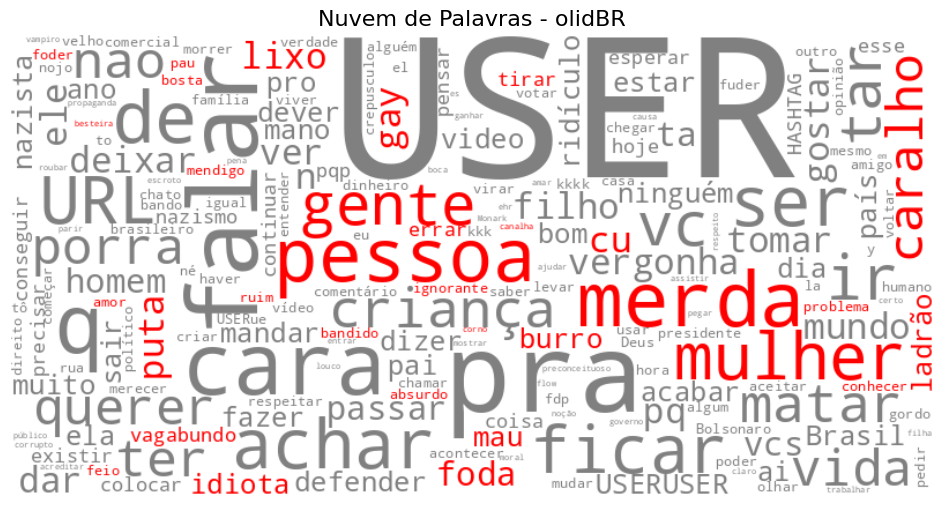 Nuvem de Palavras - olidBR
vampiro velho comercial morrer verdade alguém el esperar outro esse
foder nojo pau bosta lixo crepusculo pensar tirar votar estar fuder HASHTAG opinião
nazista ele ano nao propaganda família viver pro gay USER ridículo gostar tar caralho
besteira to de falar dever mano video es ganhar hoje chegar ta causa mesmo amigo em
roubar deixar mendigo pena ver n pqp dinheiro boca virar kkkk casa ninguém país voltar
escroto chato bando igual entender eu gente amar filho vc ser respeito
URL nazismo continuar Monark ehr canalha errar kkk bom cu tomar y
parir brasileiro porra né pessoa ajudar vergonha assistir dia la ir humano
conseguir homem haver ignorante saber levar merda pegar certo
direito precisar começar amor ruim comentário criança usar problema mundo ladrão
q político puta USERue vídeo bandido corno burro presidente
rua sair criar mandar entrar dizer mostrar Deus mulher
muito merecer louco cara pai pra preconceituoso hora acabar aceitar conhecer
querer respeitar absurdo chamar flow fdp algum matar gordo
ela fazer passar coisa noção pq governo Bolsonaro filha
público corrupto existir vagabundo ter achar mau acontecer ficar vcs Brasil pedir
acreditar feio moral poder claro ai
dar colocar idiota defender foda mudar USERUSER olhar vida trabalhar